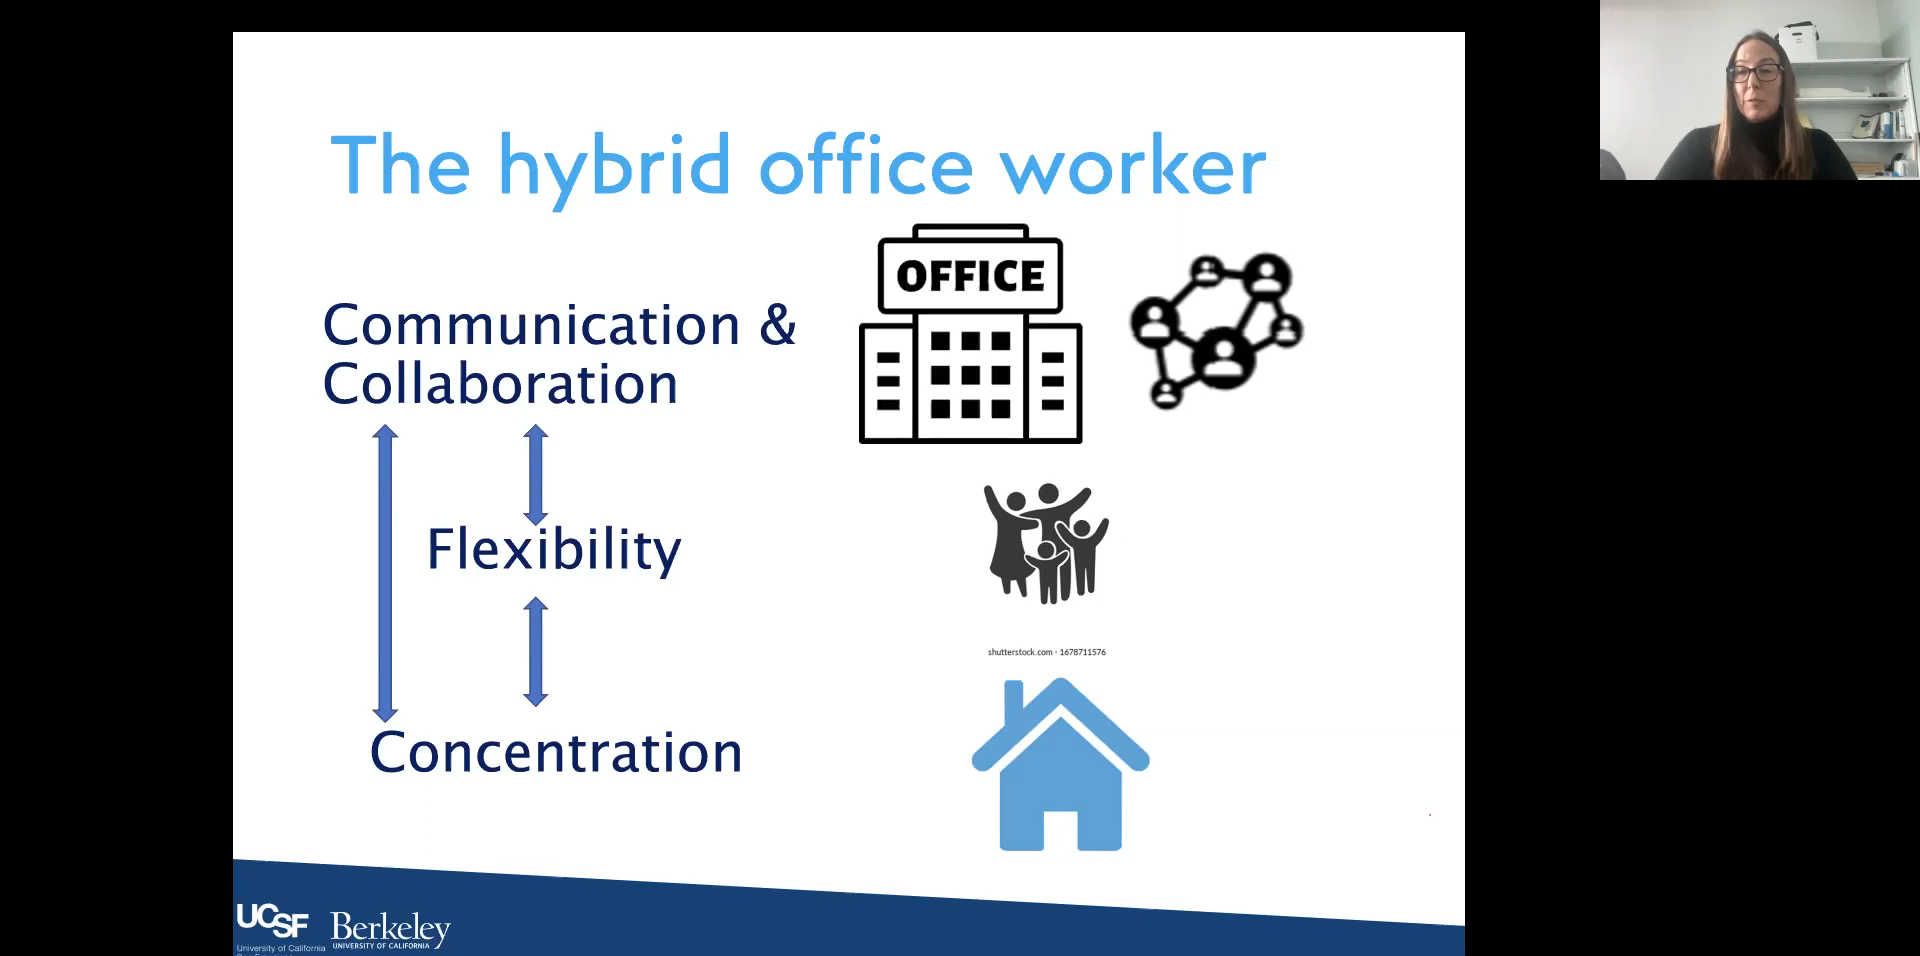 The hybrid office worker
OFFICE
Communication &
Collaboration
Flexibility
shutterstock.com · 1678711576
Concentration
UCSF
University of California
Berkeley
UNIVERSITY OF CALIFORNIA